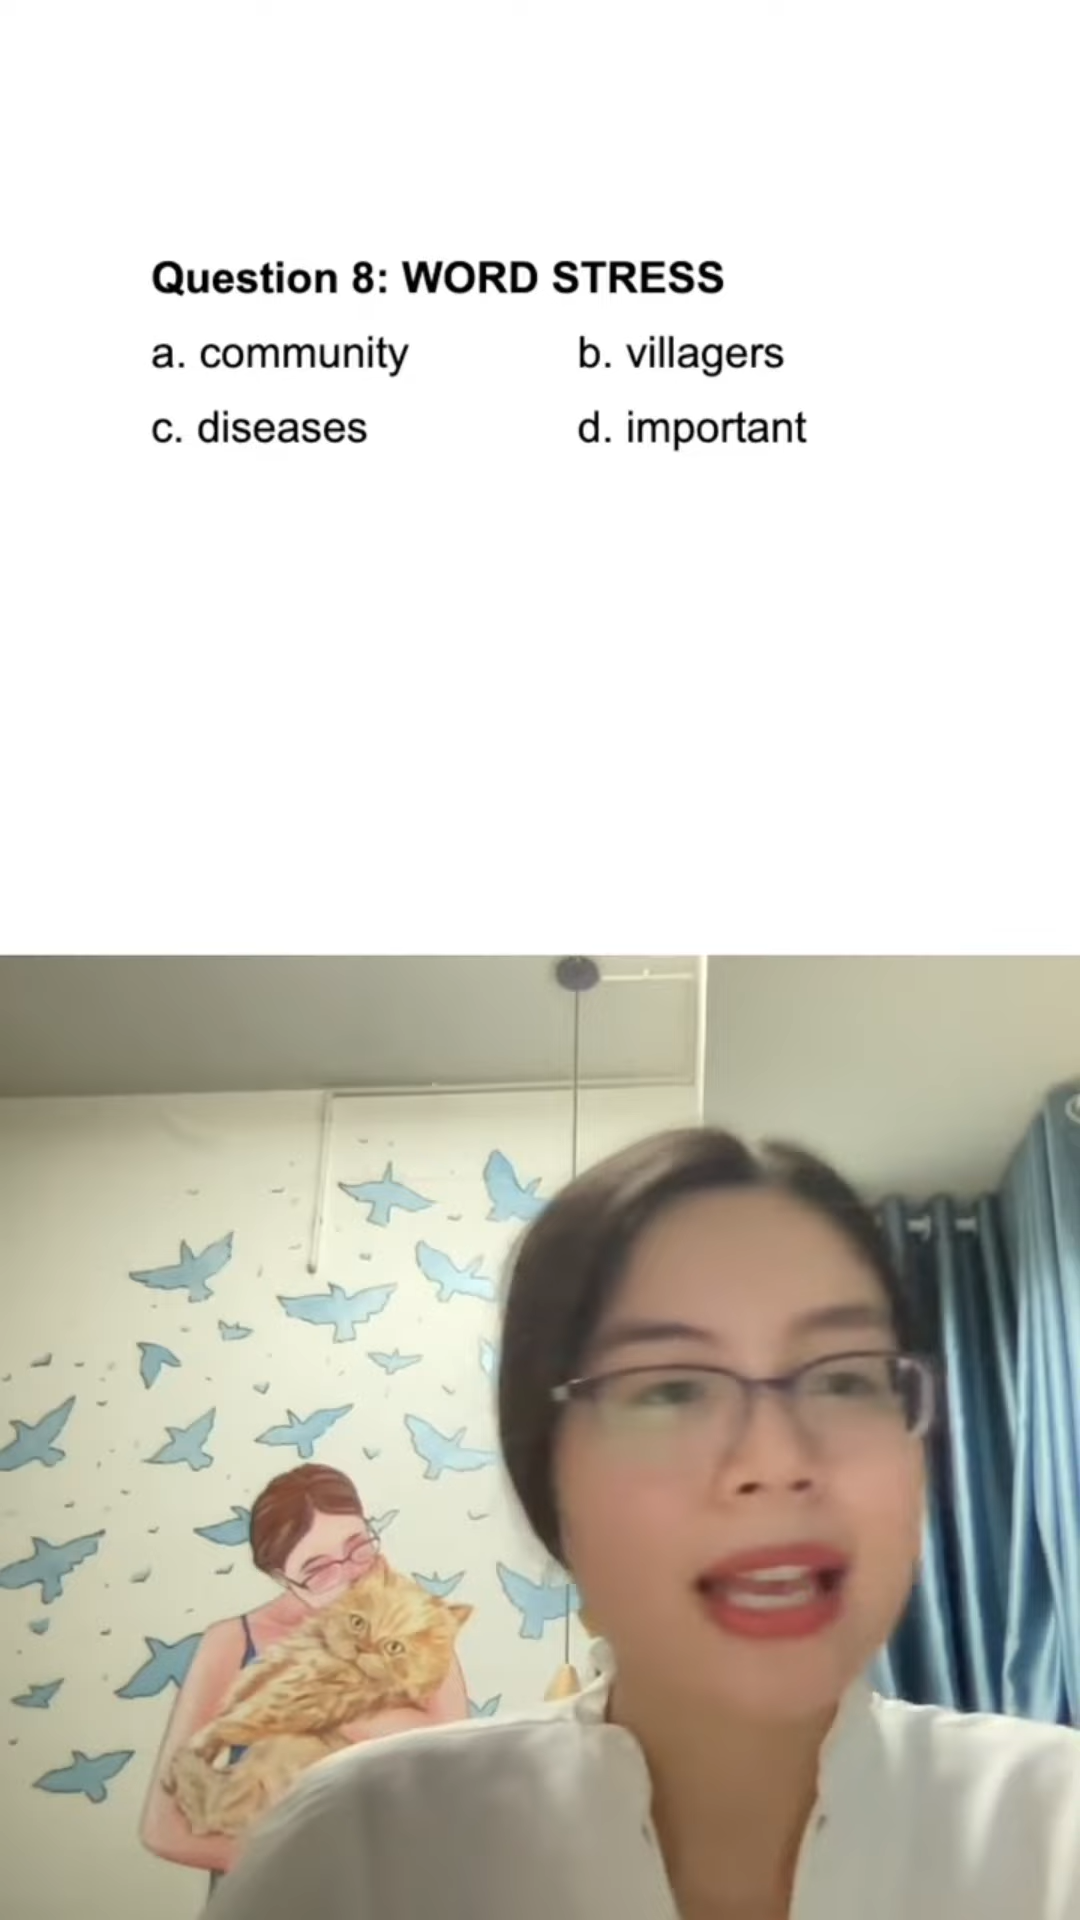 Question 8: WORD STRESS
a. community b. villagers
c. diseases d. important